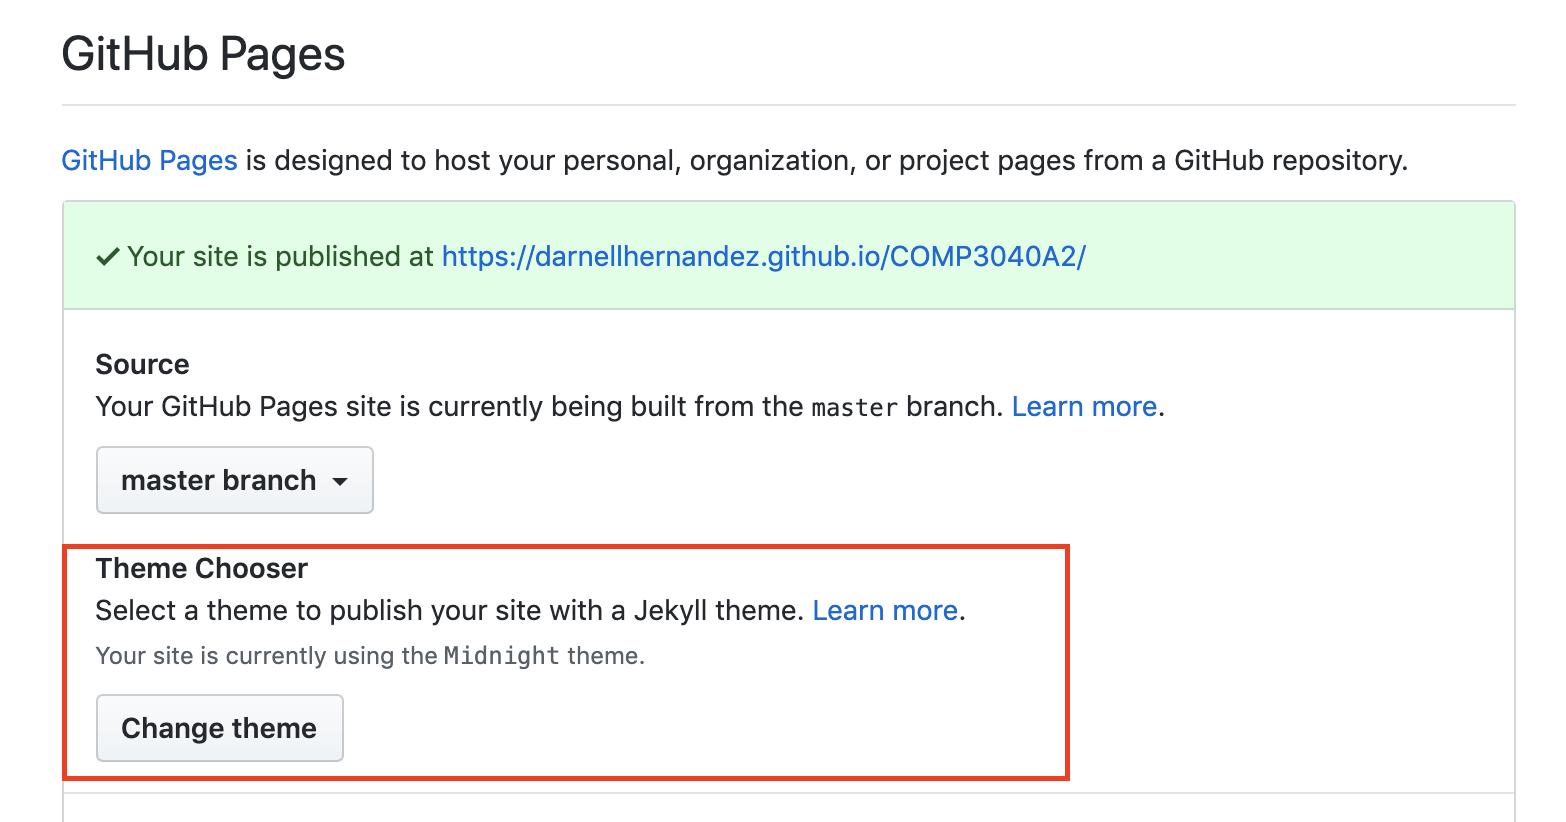 GitHub Pages
GitHub Pages is designed to host your personal, organization, or project pages from a GitHub repository.
✓ Your site is published at https://darnellhernandez.github.io/COMP3040A2/
Source
Your GitHub Pages site is currently being built from the master branch. Learn more.
master branch
Theme Chooser
Select a theme to publish your site with a Jekyll theme. Learn more.
Your site is currently using the Midnight theme.
Change theme